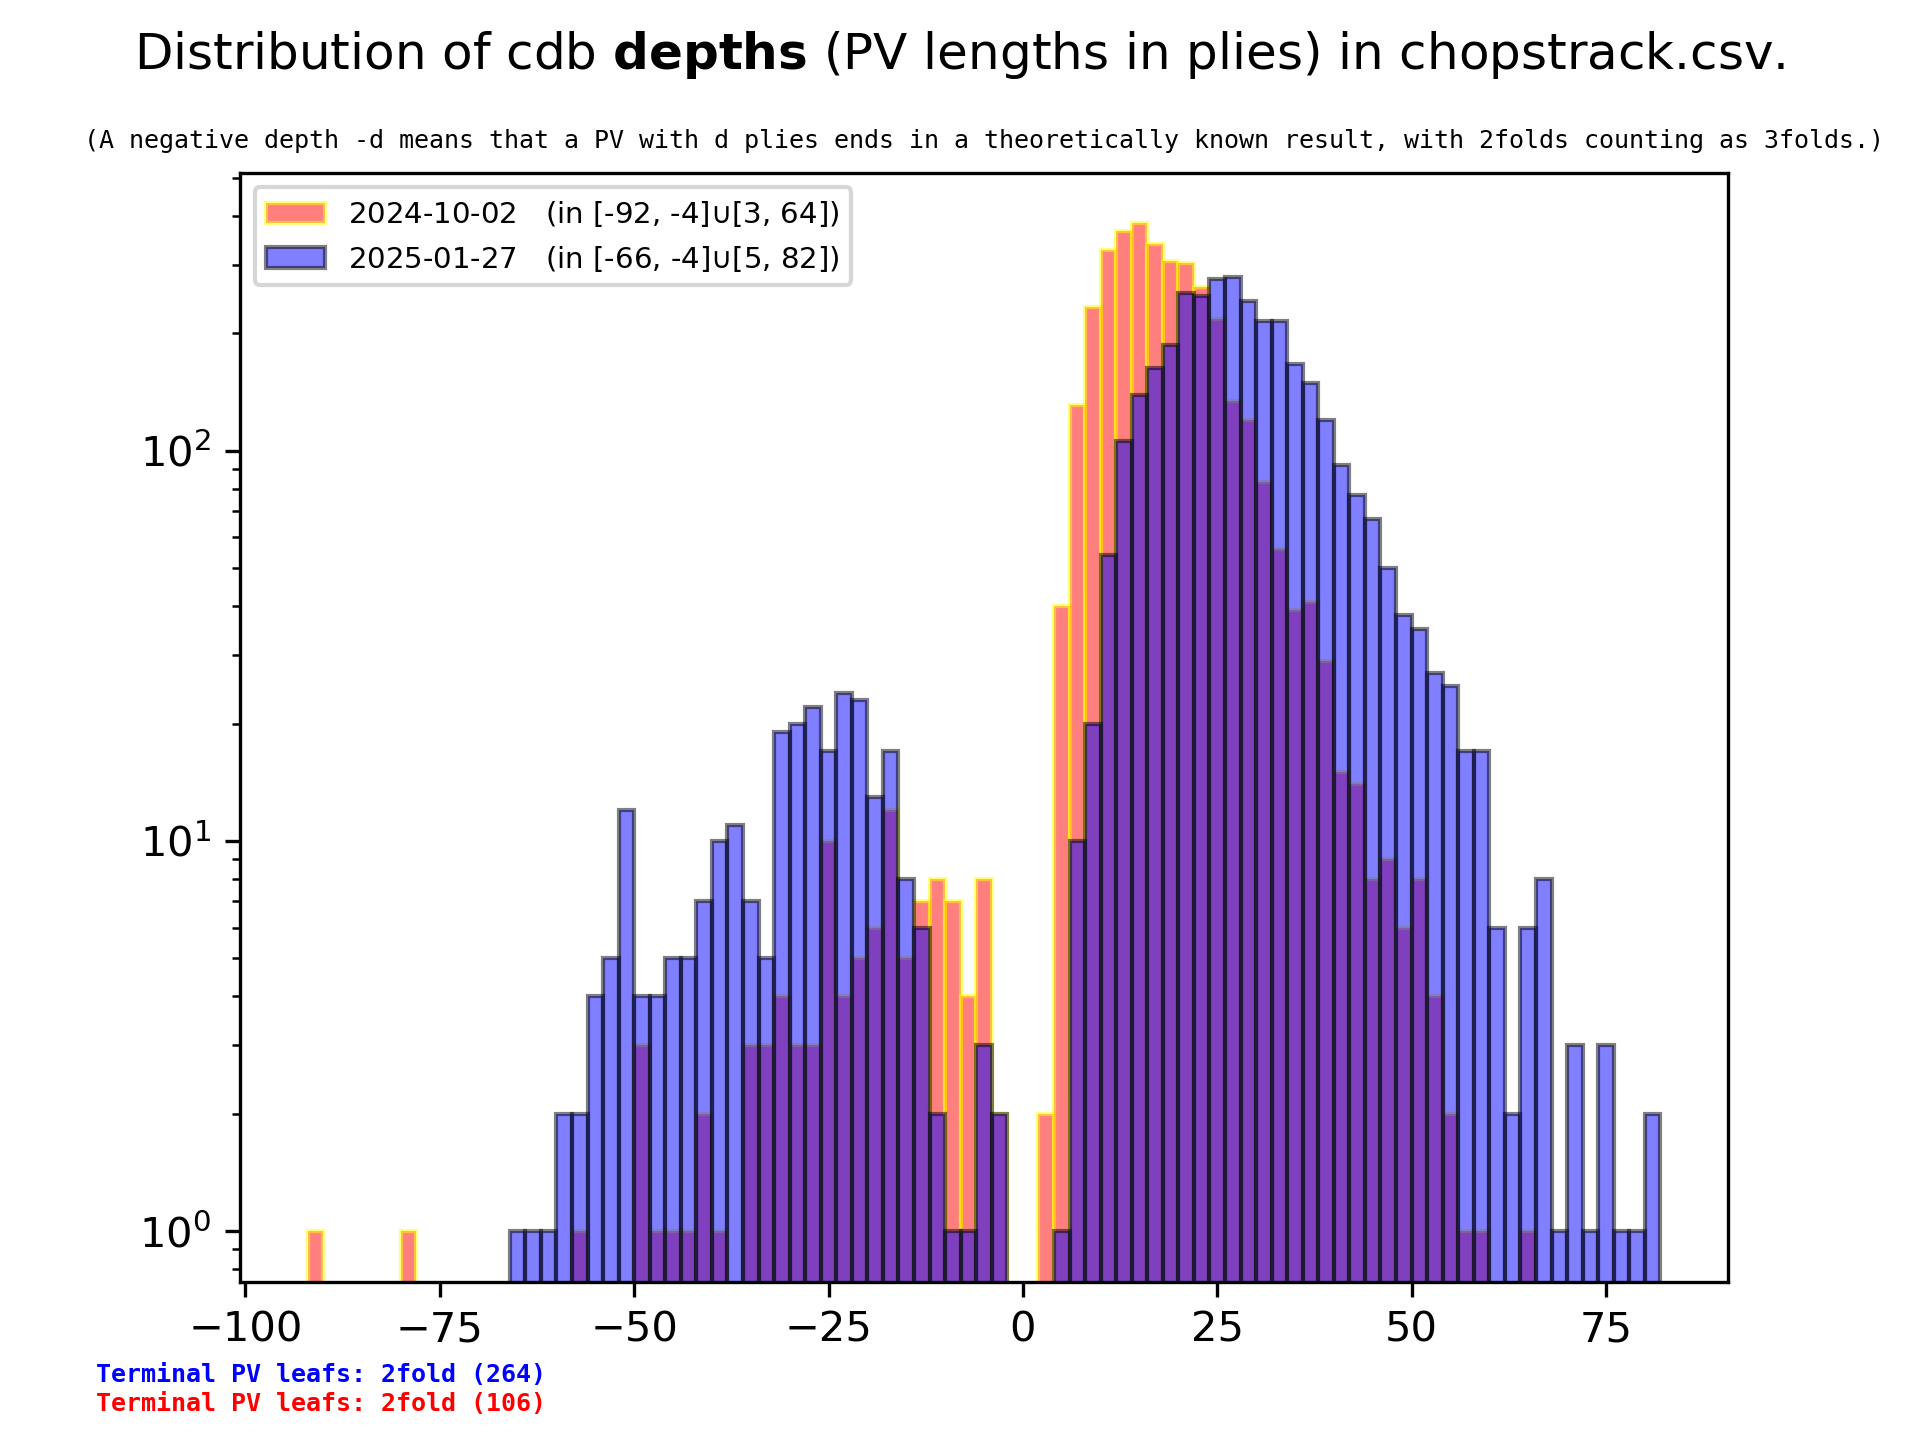 Distribution of cdb depths (PV lengths in plies) in chopstrack.csv.
(A negative depth -d means that a PV with d plies ends in a theoretically known result, with 2folds counting as 3folds.)
2024-10-02 (in [-92, -4]∪[3, 64])
2025-01-27 (in [-66, -4]∪[5, 82])
10²
10¹
10⁰
−100 −75 −50 −25 0 25 50 75
Terminal PV leafs: 2fold (264)
Terminal PV leafs: 2fold (106)